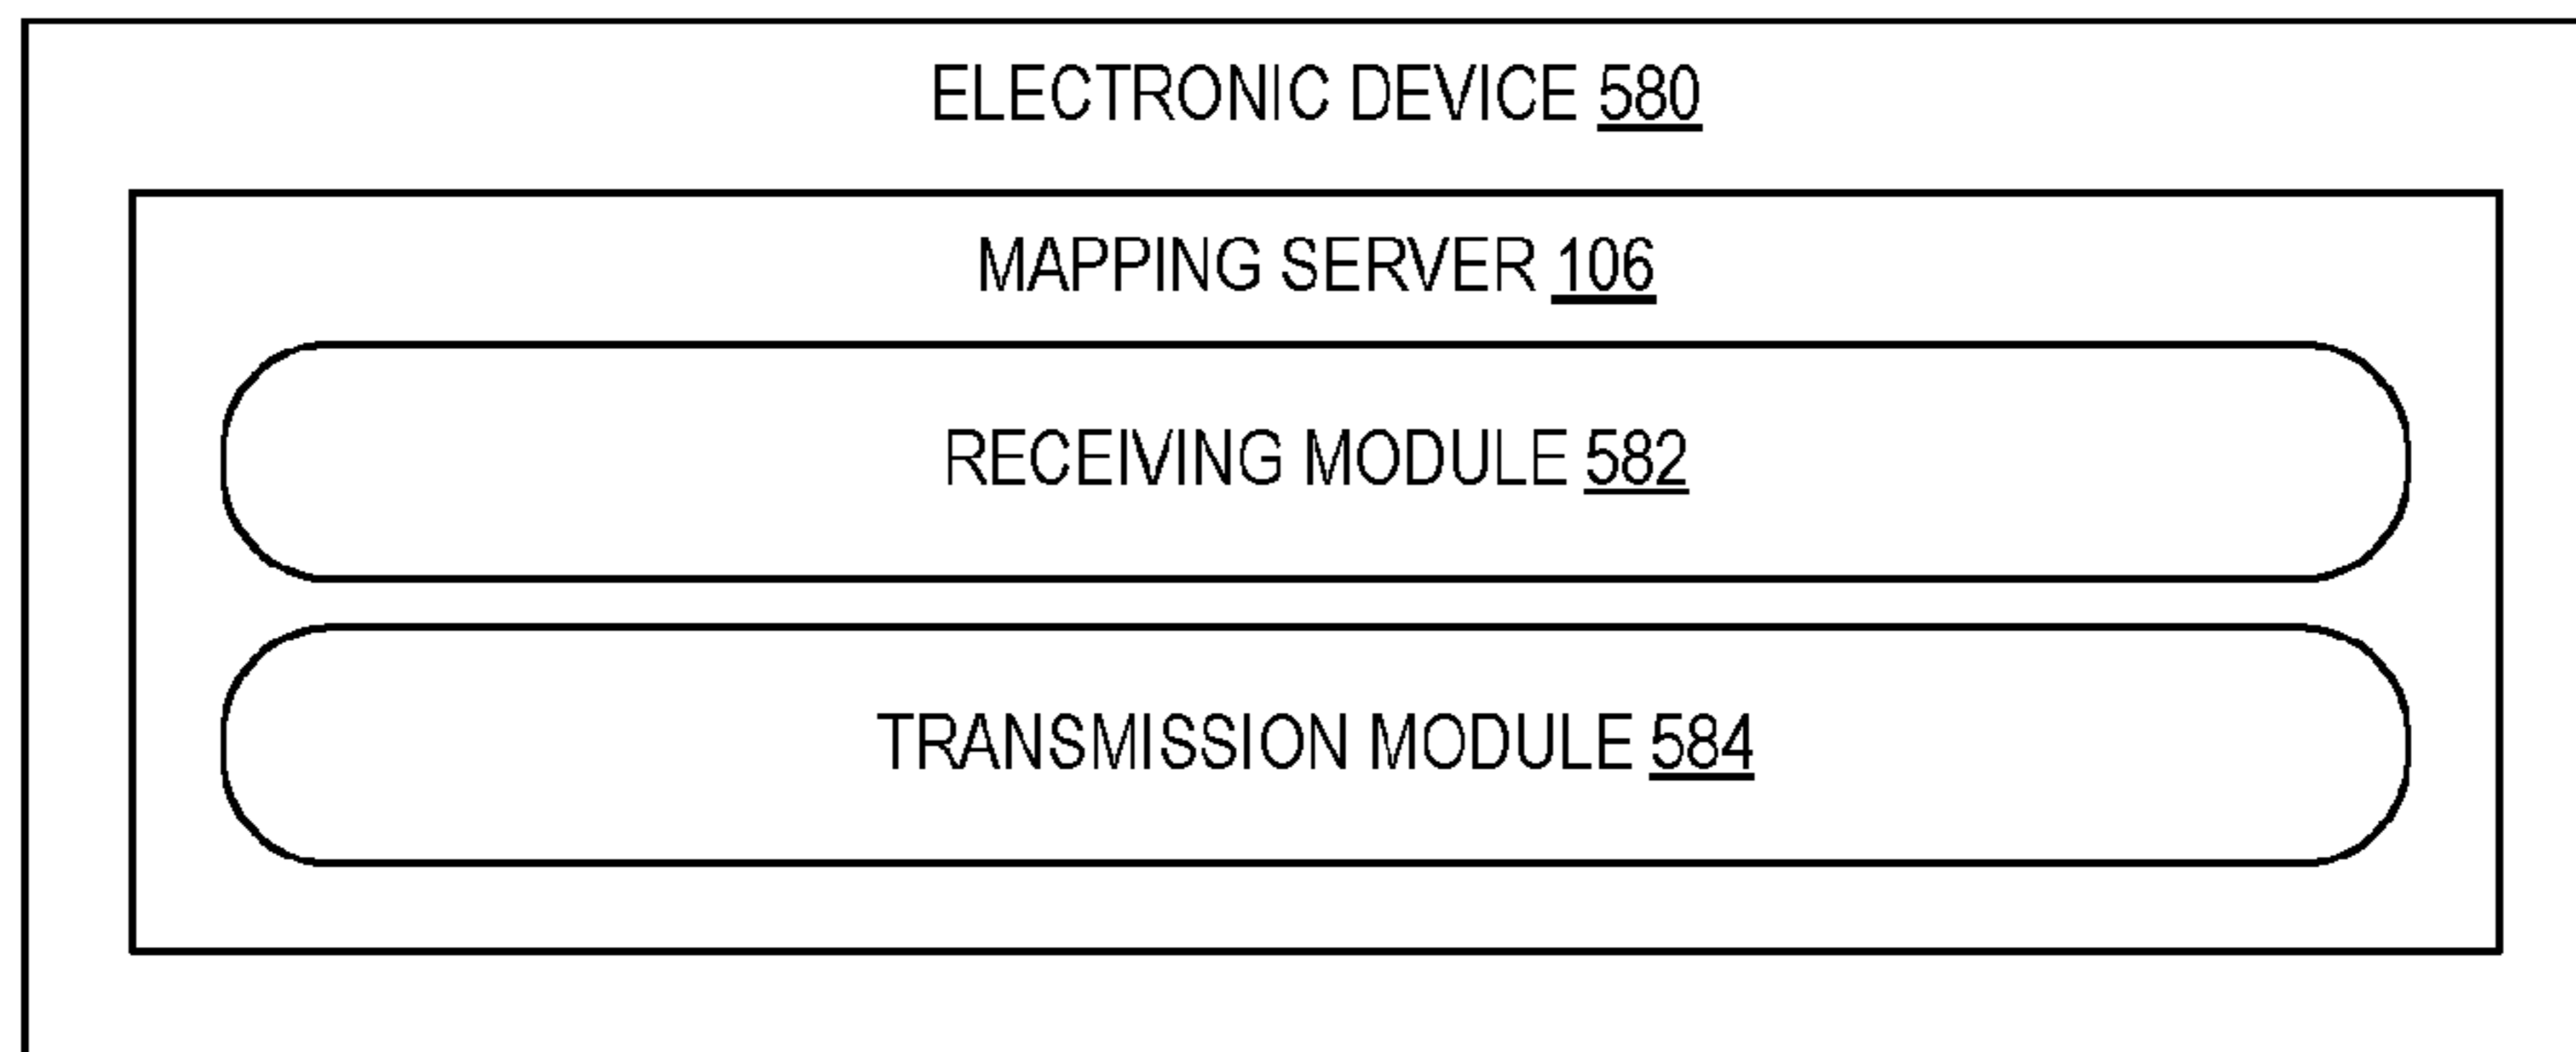 ELECTRONIC DEVICE 580
MAPPING SERVER 106
RECEIVING MODULE 582
TRANSMISSION MODULE 584